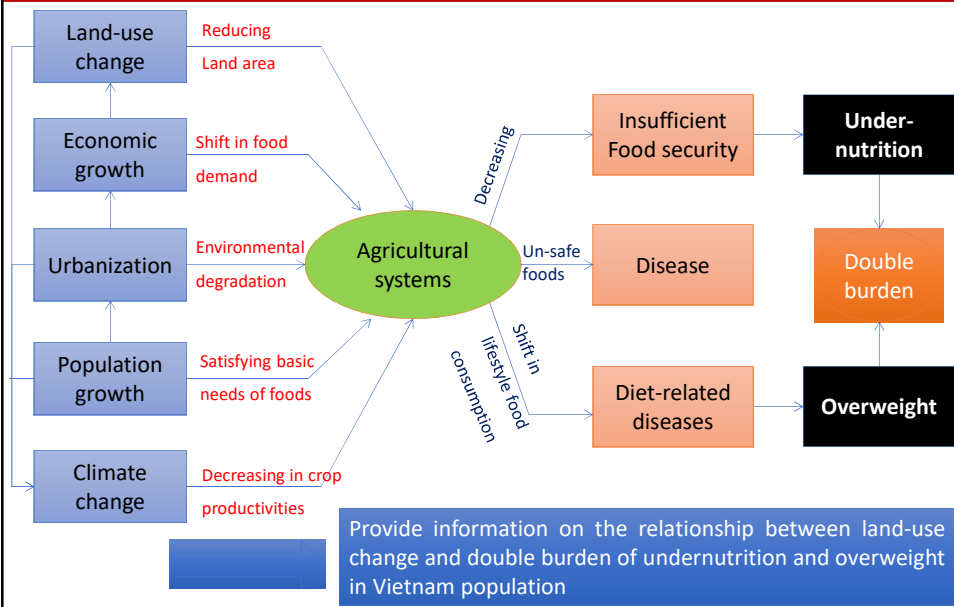 Land-use
change
Reducing
Land area
Economic
growth
Shift in food
demand
Urbanization
Environmental
degradation
Population
growth
Satisfying basic
needs of foods
Climate
change
Decreasing in crop
productivities
Agricultural
systems
Decreasing
Un-safe
foods
Shift in
lifestyle food
consumption
Insufficient
Food security
Disease
Diet-related
diseases
Under-
nutrition
Double
burden
Overweight
Provide information on the relationship between land-use
change and double burden of undernutrition and overweight
in Vietnam population